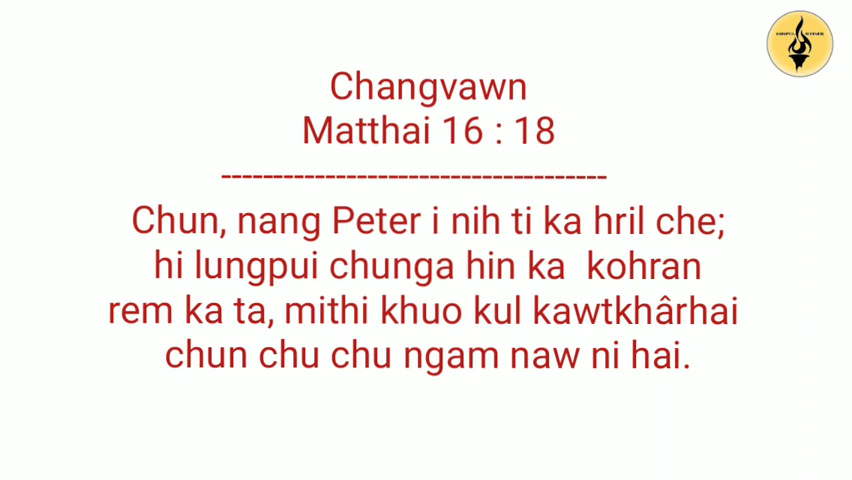 Changvawn
Matthai 16 : 18
-------------------------------------
Chun, nang Peter i nih ti ka hril che;
hi lungpui chunga hin ka kohran
rem ka ta, mithi khuo kul kawtkhârhai
chun chu chu ngam naw ni hai.